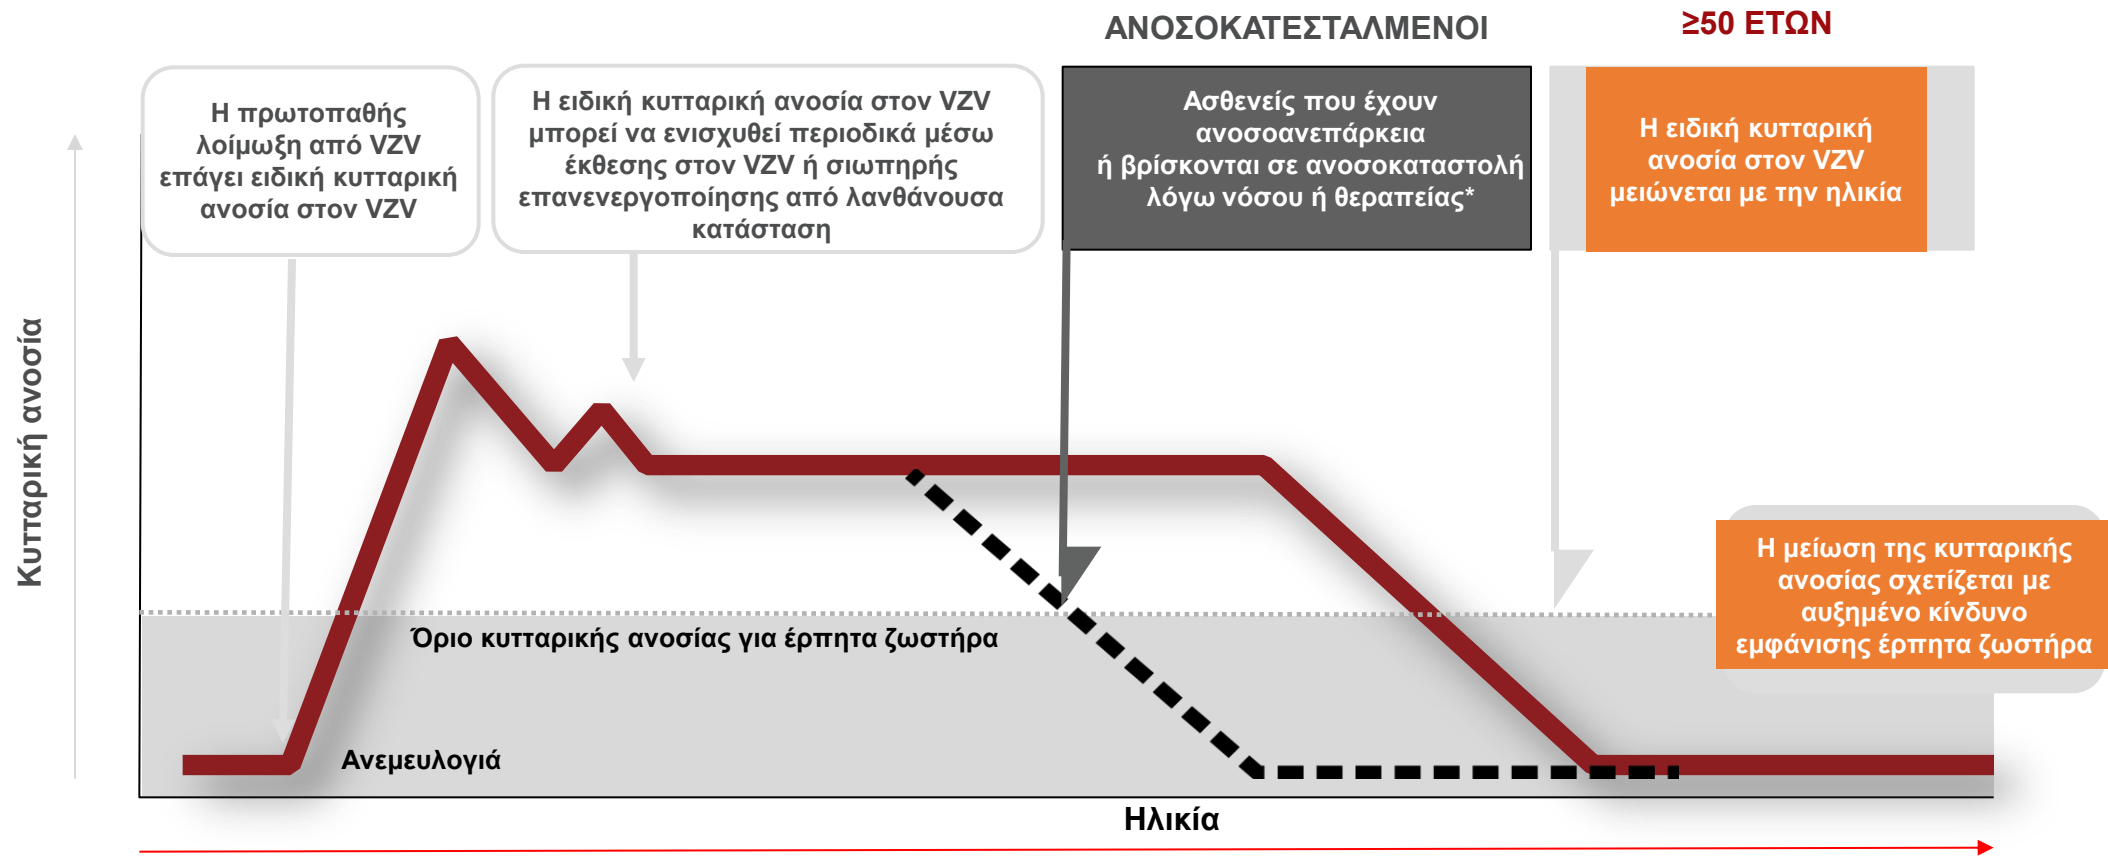 ΑΝΟΣΟΚΑΤΕΣΤΑΛΜΕΝΟΙ
≥50 ΕΤΩΝ
Η πρωτοπαθής
λοίμωξη από VZV
επάγει ειδική κυτταρική
ανοσία στον VZV
Η ειδική κυτταρική ανοσία στον VZV
μπορεί να ενισχυθεί περιοδικά μέσω
έκθεσης στον VZV ή σιωπηρής
επανενεργοποίησης από λανθάνουσα
κατάσταση
Ασθενείς που έχουν
ανοσοανεπάρκεια
ή βρίσκονται σε ανοσοκαταστολή
λόγω νόσου ή θεραπείας*
Η ειδική κυτταρική
ανοσία στον VZV
μειώνεται με την ηλικία
Κυτταρική ανοσία
Η μείωση της κυτταρικής
ανοσίας σχετίζεται με
αυξημένο κίνδυνο
εμφάνισης έρπητα ζωστήρα
Όριο κυτταρικής ανοσίας για έρπητα ζωστήρα
Ανεμευλογιά
Ηλικία